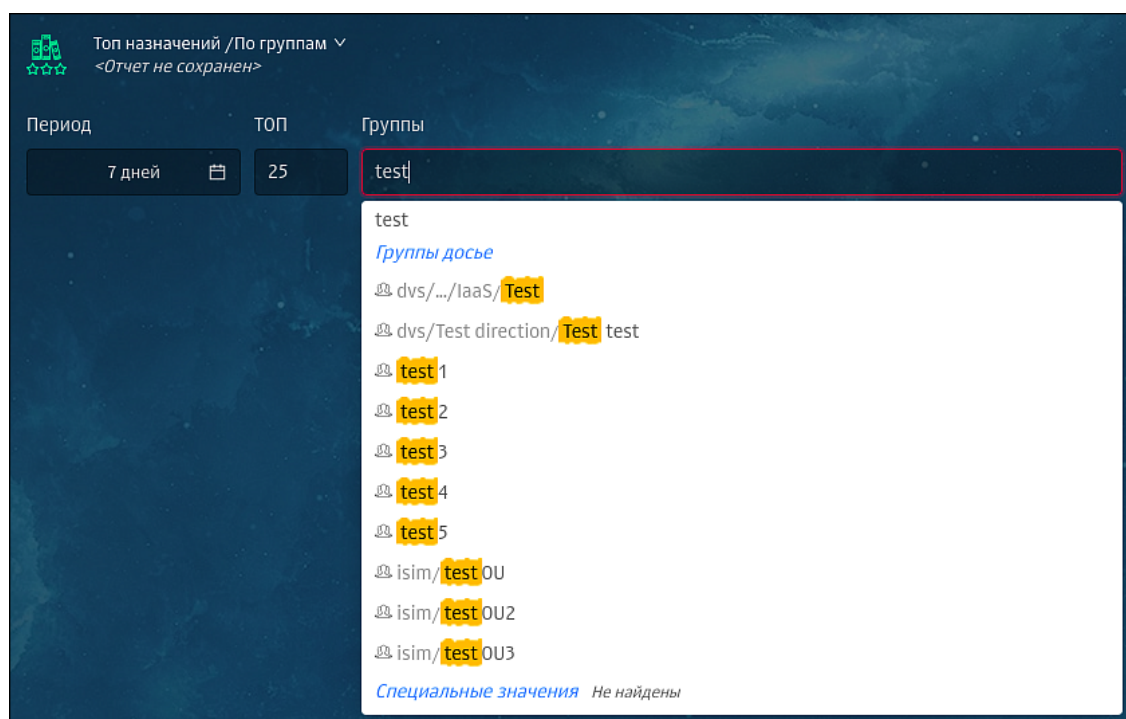 Топ назначений /По группам
<Отчет не сохранен>
Период ТОП Группы
7 дней 25 test
test
Группы досье
dvs/.../IaaS/Test
dvs/Test direction/Test test
test1
test2
test3
test4
test5
isim/testOU
isim/testOU2
isim/testOU3
Специальные значения Не найдены